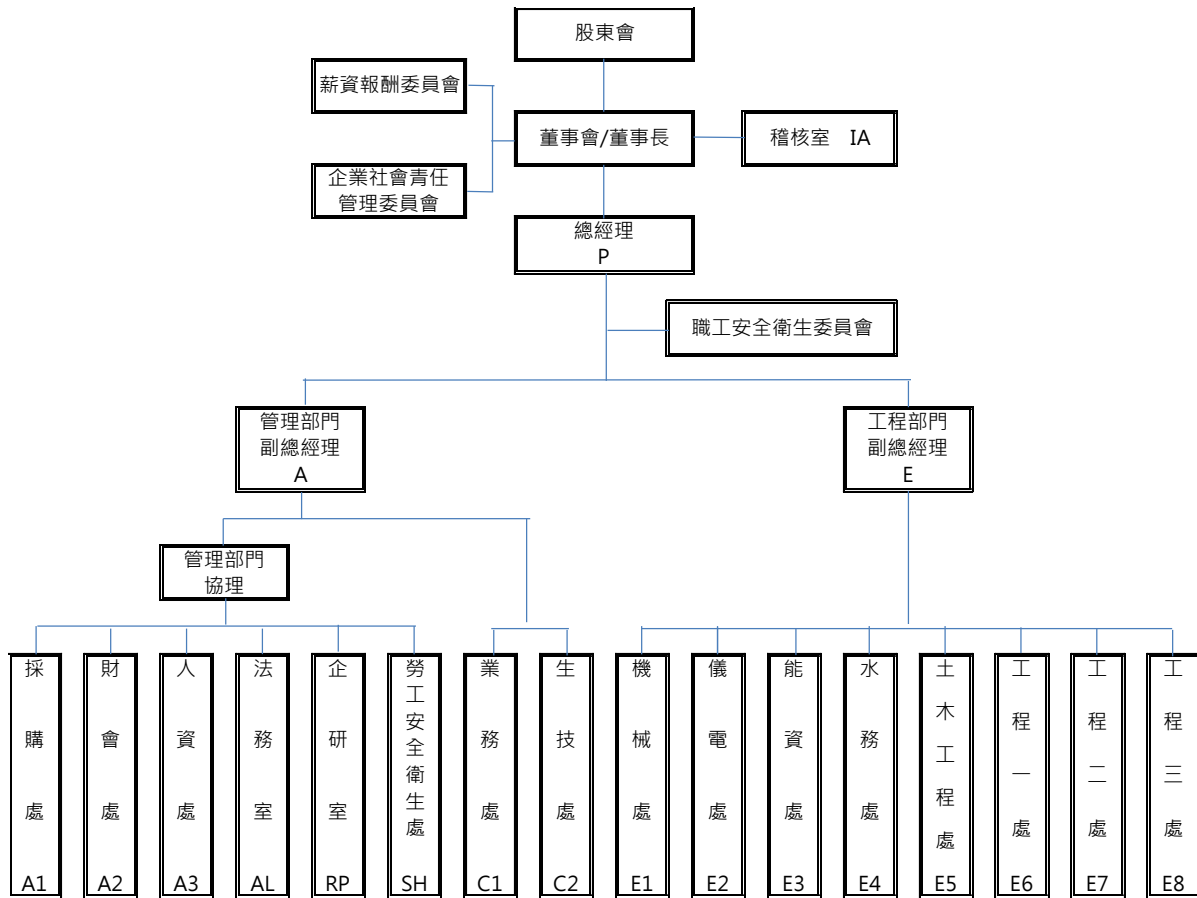 股東會
薪資報酬委員會
董事會/董事長
稽核室 IA
企業社會責任
管理委員會
總經理
P
職工安全衛生委員會
管理部門
副總經理
A
工程部門
副總經理
E
管理部門
協理
採購處
A1
財會處
A2
人資處
A3
法務室
AL
企研室
RP
勞工安全衛生處
SH
業務處
C1
生技處
C2
機械處
E1
儀電處
E2
能資處
E3
水務處
E4
土木工程處
E5
工程一處
E6
工程二處
E7
工程三處
E8